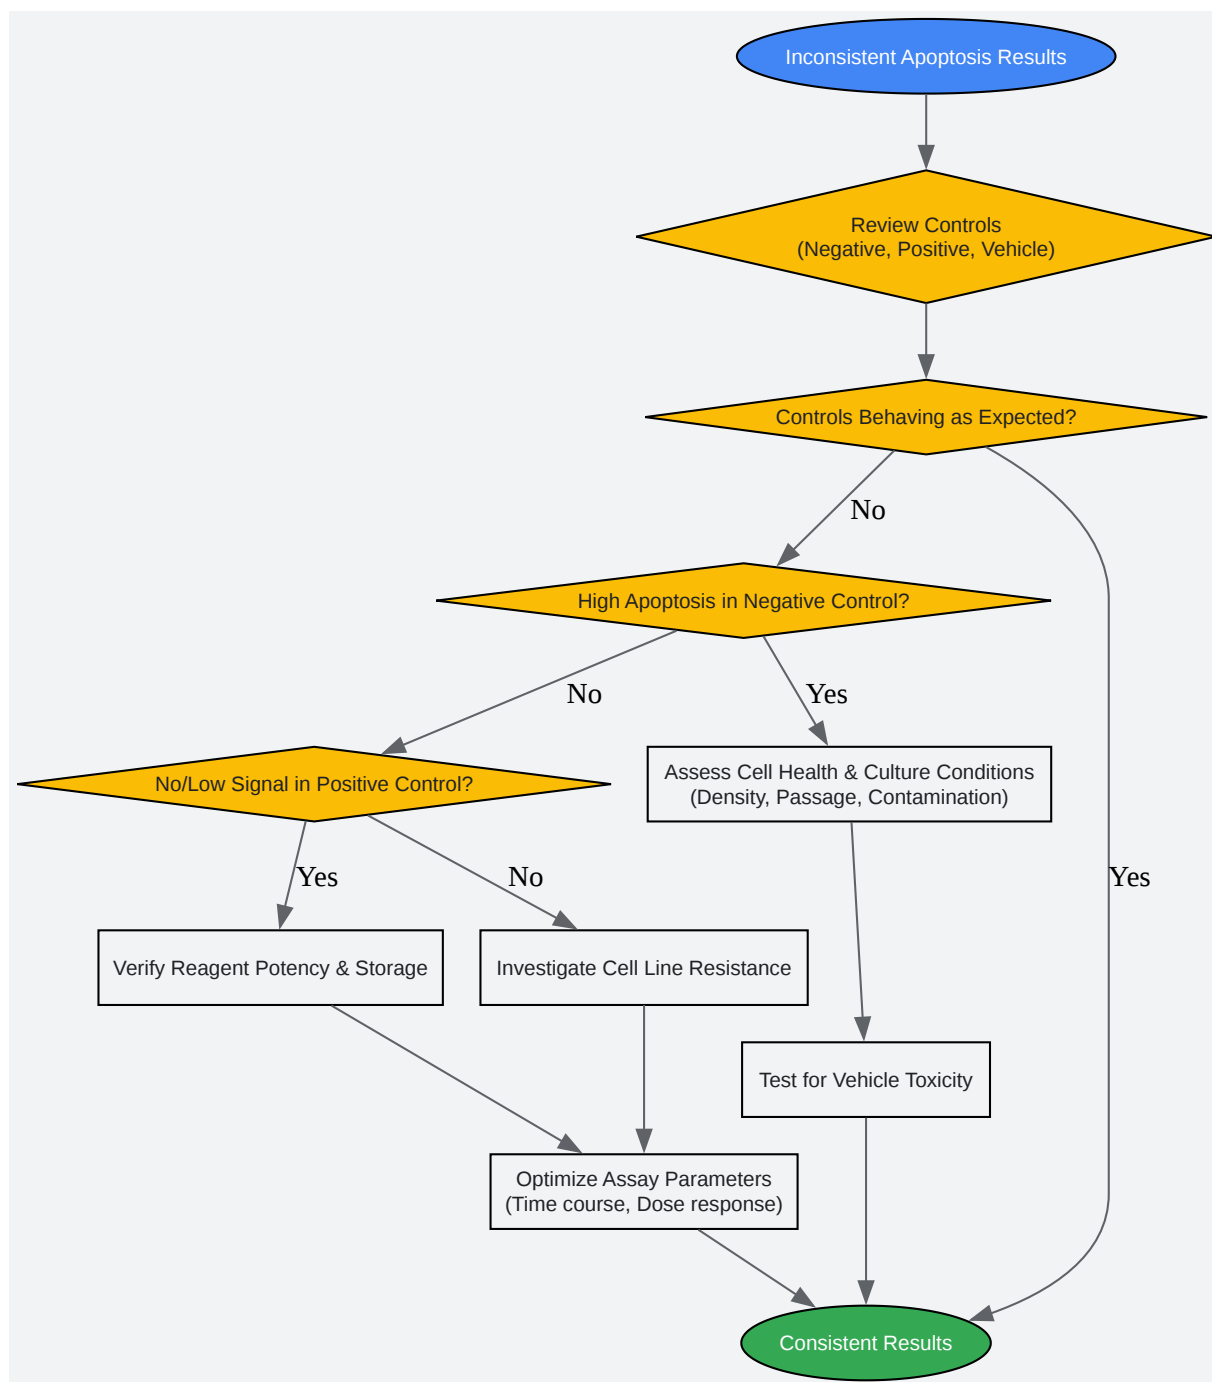 Inconsistent Apoptosis Results
Review Controls
(Negative, Positive, Vehicle)
Controls Behaving as Expected?
No
High Apoptosis in Negative Control?
No
Yes
No/Low Signal in Positive Control?
Assess Cell Health & Culture Conditions
(Density, Passage, Contamination)
Yes
No
Yes
Verify Reagent Potency & Storage
Investigate Cell Line Resistance
Test for Vehicle Toxicity
Optimize Assay Parameters
(Time course, Dose response)
Consistent Results